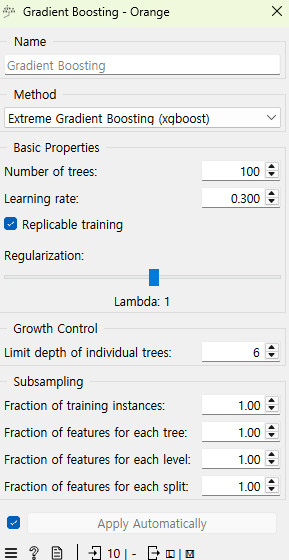 Gradient Boosting - Orange
Name
Gradient Boosting
Method
Extreme Gradient Boosting (xgboost)
Basic Properties
Number of trees: 100
Learning rate: 0.300
Replicable training
Regularization:
Lambda: 1
Growth Control
Limit depth of individual trees: 6
Subsampling
Fraction of training instances: 1.00
Fraction of features for each tree: 1.00
Fraction of features for each level: 1.00
Fraction of features for each split: 1.00
Apply Automatically
? 10 | - |